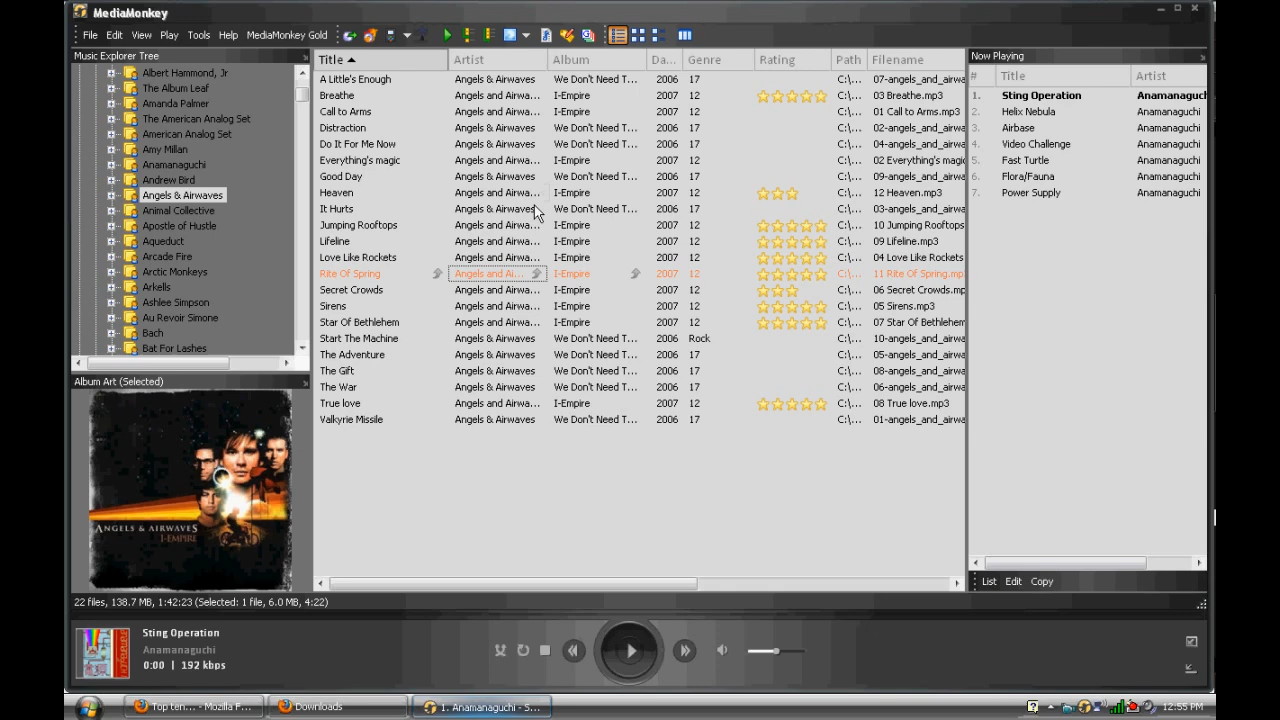 MediaMonkey
File Edit View Play Tools Help MediaMonkey Gold
Music Explorer Tree
Albert Hammond, Jr
The Album Leaf
Amanda Palmer
The American Analog Set
American Analog Set
Amy Millan
Anamanaguchi
Andrew Bird
Angels & Airwaves
Animal Collective
Apostle of Hustle
Aqueduct
Arcade Fire
Arctic Monkeys
Arkells
Ashlee Simpson
Au Revoir Simone
Bach
Bat For Lashes
Album Art (Selected)
ANGELS & AIRWAVES
I-EMPIRE
Title Artist Album Da... Genre Rating Path Filename
A Little's Enough Angels & Airwaves We Don't Need T... 2006 17 C:\... 07-angels_and_airwa
Breathe Angels and Airwa... I-Empire 2007 12 C:\... 03 Breathe.mp3
Call to Arms Angels and Airwa... I-Empire 2007 12 C:\... 01 Call to Arms.mp3
Distraction Angels & Airwaves We Don't Need T... 2006 17 C:\... 02-angels_and_airwa
Do It For Me Now Angels & Airwaves We Don't Need T... 2006 17 C:\... 04-angels_and_airwa
Everything's magic Angels and Airwa... I-Empire 2007 12 C:\... 02 Everything's magic
Good Day Angels & Airwaves We Don't Need T... 2006 17 C:\... 09-angels_and_airwa
Heaven Angels and Airwa... I-Empire 2007 12 C:\... 12 Heaven.mp3
It Hurts Angels & Airwaves We Don't Need T... 2006 17 C:\... 03-angels_and_airwa
Jumping Rooftops Angels and Airwa... I-Empire 2007 12 C:\... 10 Jumping Rooftops
Lifeline Angels and Airwa... I-Empire 2007 12 C:\... 09 Lifeline.mp3
Love Like Rockets Angels and Airwa... I-Empire 2007 12 C:\... 04 Love Like Rockets
Rite Of Spring Angels and Ai... I-Empire 2007 12 C:\... 11 Rite Of Spring.mp
Secret Crowds Angels and Airwa... I-Empire 2007 12 C:\... 06 Secret Crowds.mp
Sirens Angels and Airwa... I-Empire 2007 12 C:\... 05 Sirens.mp3
Star Of Bethlehem Angels and Airwa... I-Empire 2007 12 C:\... 07 Star Of Bethlehem
Start The Machine Angels & Airwaves We Don't Need T... 2006 Rock C:\... 10-angels_and_airwa
The Adventure Angels & Airwaves We Don't Need T... 2006 17 C:\... 05-angels_and_airwa
The Gift Angels & Airwaves We Don't Need T... 2006 17 C:\... 08-angels_and_airwa
The War Angels & Airwaves We Don't Need T... 2006 17 C:\... 06-angels_and_airwa
True love Angels and Airwa... I-Empire 2007 12 C:\... 08 True love.mp3
Valkyrie Missile Angels & Airwaves We Don't Need T... 2006 17 C:\... 01-angels_and_airwa
Now Playing
# Title Artist
1. Sting Operation Anamanaguch
2. Helix Nebula Anamanaguchi
3. Airbase Anamanaguchi
4. Video Challenge Anamanaguchi
5. Fast Turtle Anamanaguchi
6. Flora/Fauna Anamanaguchi
7. Power Supply Anamanaguchi
List Edit Copy
22 files, 138.7 MB, 1:42:23 (Selected: 1 file, 6.0 MB, 4:22)
Sting Operation
Anamanaguchi
0:00 | 192 kbps
Top ten... - Mozilla F... Downloads 1. Anamanaguchi - S... 12:55 PM